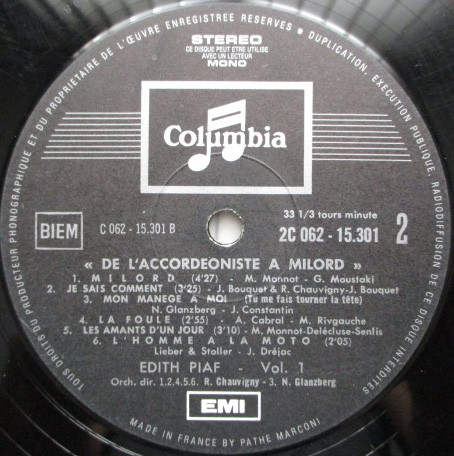 TOUS DROITS DU PRODUCTEUR PHONOGRAPHIQUE ET DU PROPRIETAIRE DE L'ŒUVRE ENREGISTREE RESERVES • DUPLICATION, EXECUTION PUBLIQUE, RADIODIFFUSION DE CE DISQUE INTERDITES
STEREO
CE DISQUE PEUT ETRE UTILISE
AVEC UN LECTEUR
MONO
Columbia
33 1/3 tours minute
BIEM
C 062 - 15.301 B
2C 062 - 15.301
2
« DE L'ACCORDEONISTE A MILORD »
1. MILORD (4'27) - M. Monnot - G. Moustaki
2. JE SAIS COMMENT (3'25) - J. Bouquet & R. Chauvigny-J. Bouquet
3. MON MANEGE A MOI (Tu me fais tourner la tête)
N. Glanzberg - J. Constantin
4. LA FOULE (2'55) - A. Cabral - M. Rivgauche
5. LES AMANTS D'UN JOUR (3'10) - M. Monnot-Delécluse-Senlis
6. L'HOMME A LA MOTO (2'05)
Lieber & Stoller - J. Dréjac
EDITH PIAF - Vol. 1
Orch. dir. 1.2.4.5.6. R. Chauvigny - 3. N. Glanzberg
EMI
MADE IN FRANCE BY PATHE MARCONI